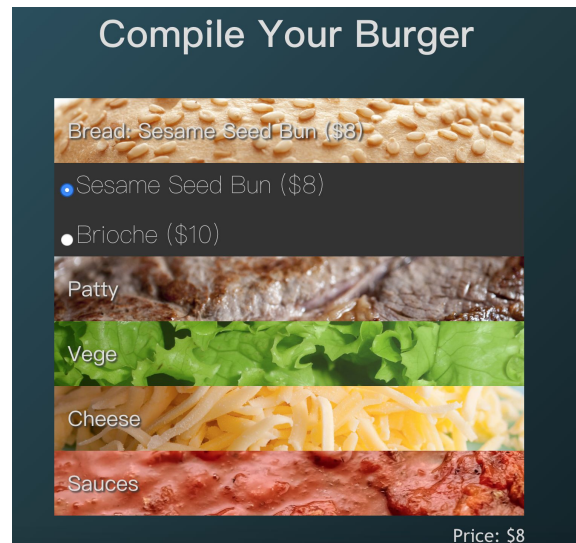 Compile Your Burger
Bread: Sesame Seed Bun ($8)
Sesame Seed Bun ($8)
Brioche ($10)
Patty
Vege
Cheese
Sauces
Price: $8